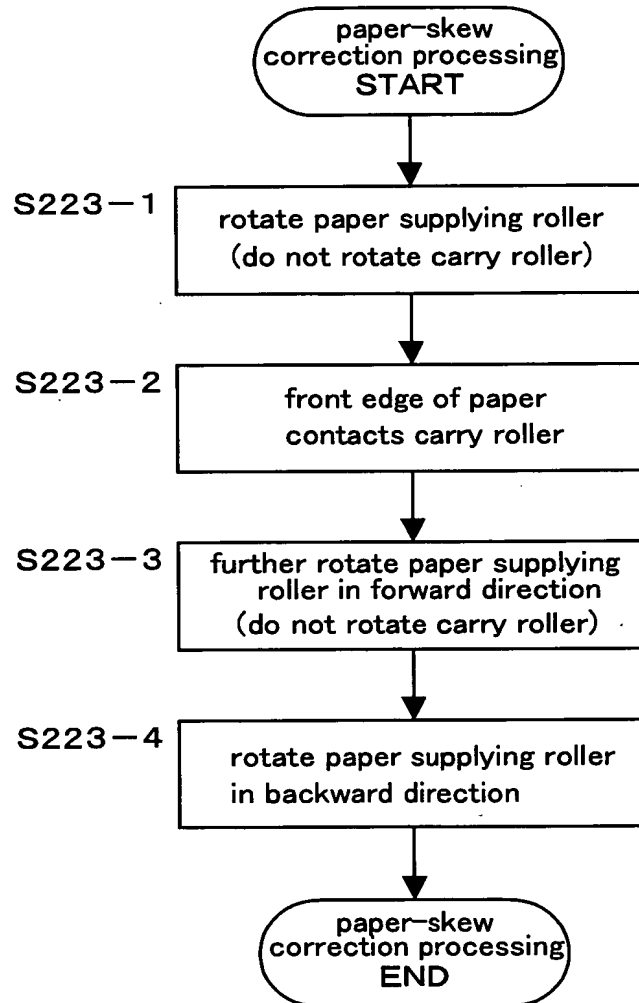 paper-skew
correction processing
START
S223-1
rotate paper supplying roller
(do not rotate carry roller)
S223-2
front edge of paper
contacts carry roller
S223-3
further rotate paper supplying
roller in forward direction
(do not rotate carry roller)
S223-4
rotate paper supplying roller
in backward direction
paper-skew
correction processing
END